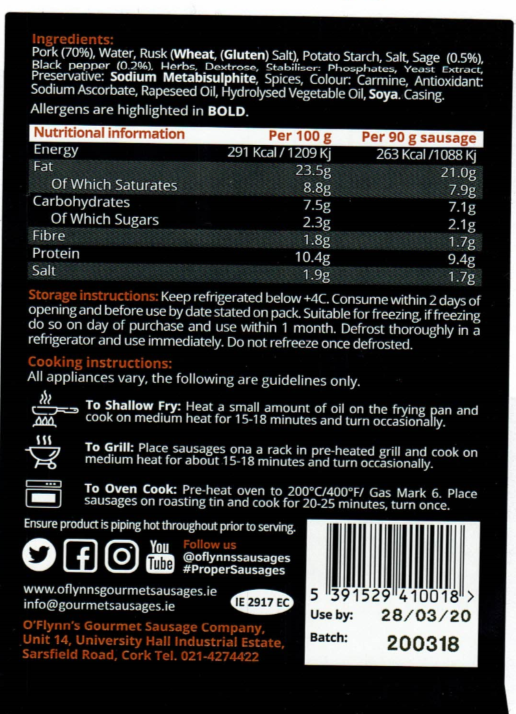 Ingredients:
Pork (70%), Water, Rusk (Wheat, (Gluten) Salt), Potato Starch, Salt, Sage (0.5%),
Black pepper (0.2%), Herbs, Dextrose, Stabiliser: Phosphates, Yeast Extract,
Preservative: Sodium Metabisulphite, Spices, Colour: Carmine, Antioxidant:
Sodium Ascorbate, Rapeseed Oil, Hydrolysed Vegetable Oil, Soya. Casing.
Allergens are highlighted in BOLD.
Nutritional information Per 100 g Per 90 g sausage
Energy 291 Kcal / 1209 Kj 263 Kcal /1088 Kj
Fat 23.5g 21.0g
Of Which Saturates 8.8g 7.9g
Carbohydrates 7.5g 7.1g
Of Which Sugars 2.3g 2.1g
Fibre 1.8g 1.7g
Protein 10.4g 9.4g
Salt 1.9g 1.7g
Storage instructions: Keep refrigerated below +4C. Consume within 2 days of
opening and before use by date stated on pack. Suitable for freezing, if freezing
do so on day of purchase and use within 1 month. Defrost thoroughly in a
refrigerator and use immediately. Do not refreeze once defrosted.
Cooking instructions:
All appliances vary, the following are guidelines only.
To Shallow Fry: Heat a small amount of oil on the frying pan and
cook on medium heat for 15-18 minutes and turn occasionally.
To Grill: Place sausages ona a rack in pre-heated grill and cook on
medium heat for about 15-18 minutes and turn occasionally.
To Oven Cook: Pre-heat oven to 200°C/400°F/ Gas Mark 6. Place
sausages on roasting tin and cook for 20-25 minutes, turn once.
Ensure product is piping hot throughout prior to serving.
You
Tube
Follow us
@oflynnssausages
#ProperSausages
www.oflynnsgourmetsausages.ie
info@gourmetsausages.ie
IE 2917 EC
O'Flynn's Gourmet Sausage Company,
Unit 14, University Hall Industrial Estate,
Sarsfield Road, Cork Tel. 021-4274422
5 391529 410018 >
Use by: 28/03/20
Batch: 200318